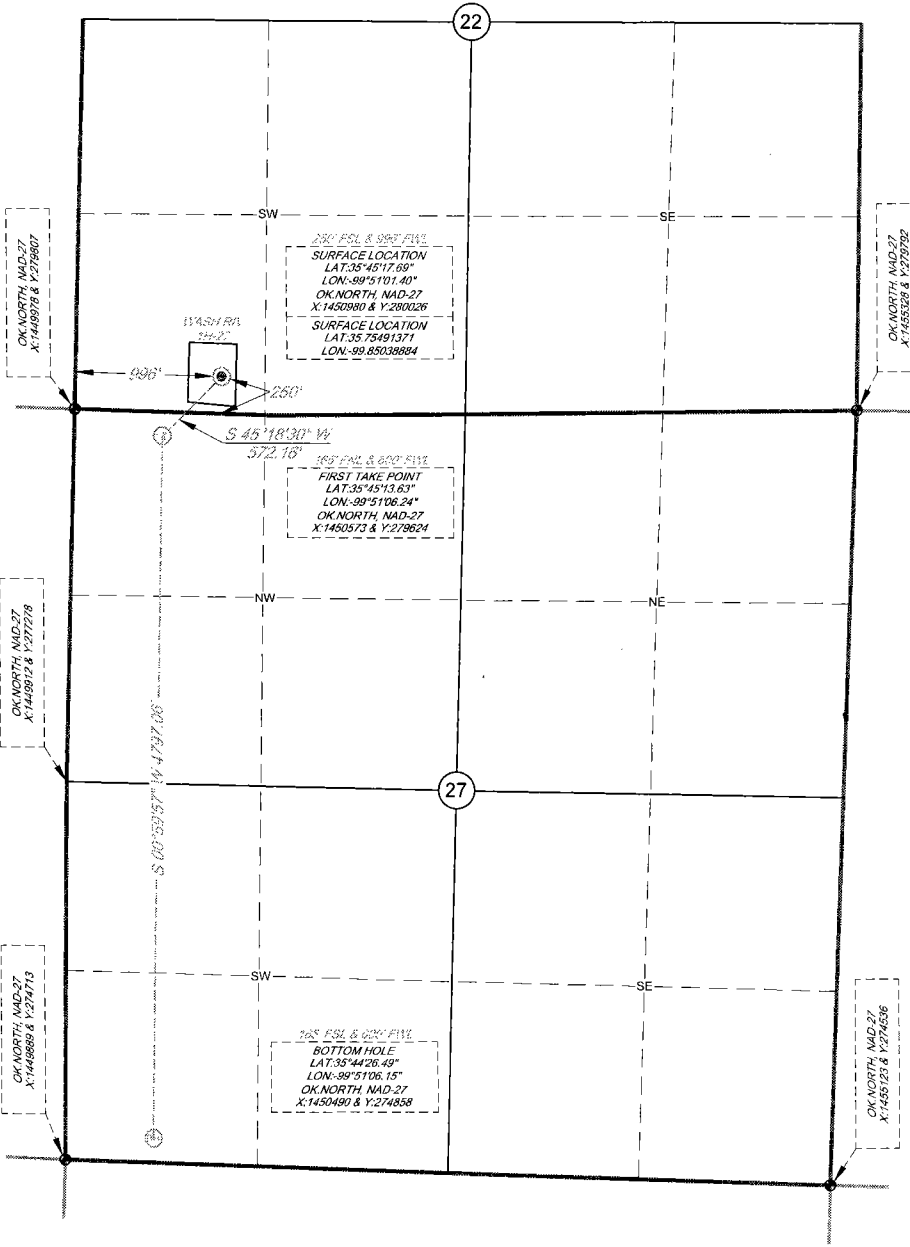 22
SW
SE
250' FSL & 996' FWL
SURFACE LOCATION
LAT:35°45'17.69"
LON:-99°51'01.40"
OK.NORTH, NAD-27
X:1450980 & Y:280026
SURFACE LOCATION
LAT:35.75491371
LON:-99.85038884
OK.NORTH, NAD-27
X:1449978 & Y:279807
OK.NORTH, NAD-27
X:1455328 & Y:279792
1H-27
996'
250'
S 45°18'30" W
572.16'
165' FNL & 600' FWL
FIRST TAKE POINT
LAT:35°45'13.63"
LON:-99°51'06.24"
OK.NORTH, NAD-27
X:1450573 & Y:279624
NW
NE
OK.NORTH, NAD-27
X:1449912 & Y:277278
S 00°59'57" W 4797.06'
27
SW
SE
OK.NORTH, NAD-27
X:1449889 & Y:274713
165' FSL & 600' FWL
BOTTOM HOLE
LAT:35°44'26.49"
LON:-99°51'06.15"
OK.NORTH, NAD-27
X:1450490 & Y:274858
OK.NORTH, NAD-27
X:1455123 & Y:274536